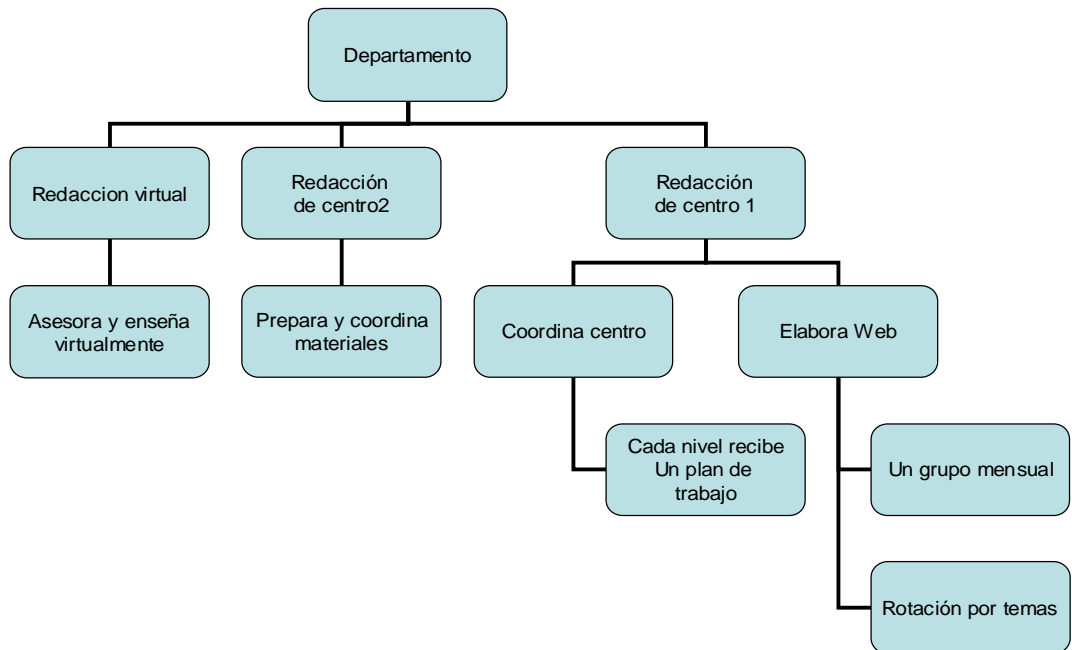 Departamento
Redaccion virtual
Redacción
de centro2
Redacción
de centro 1
Asesora y enseña
virtualmente
Prepara y coordina
materiales
Coordina centro
Elabora Web
Cada nivel recibe
Un plan de
trabajo
Un grupo mensual
Rotación por temas